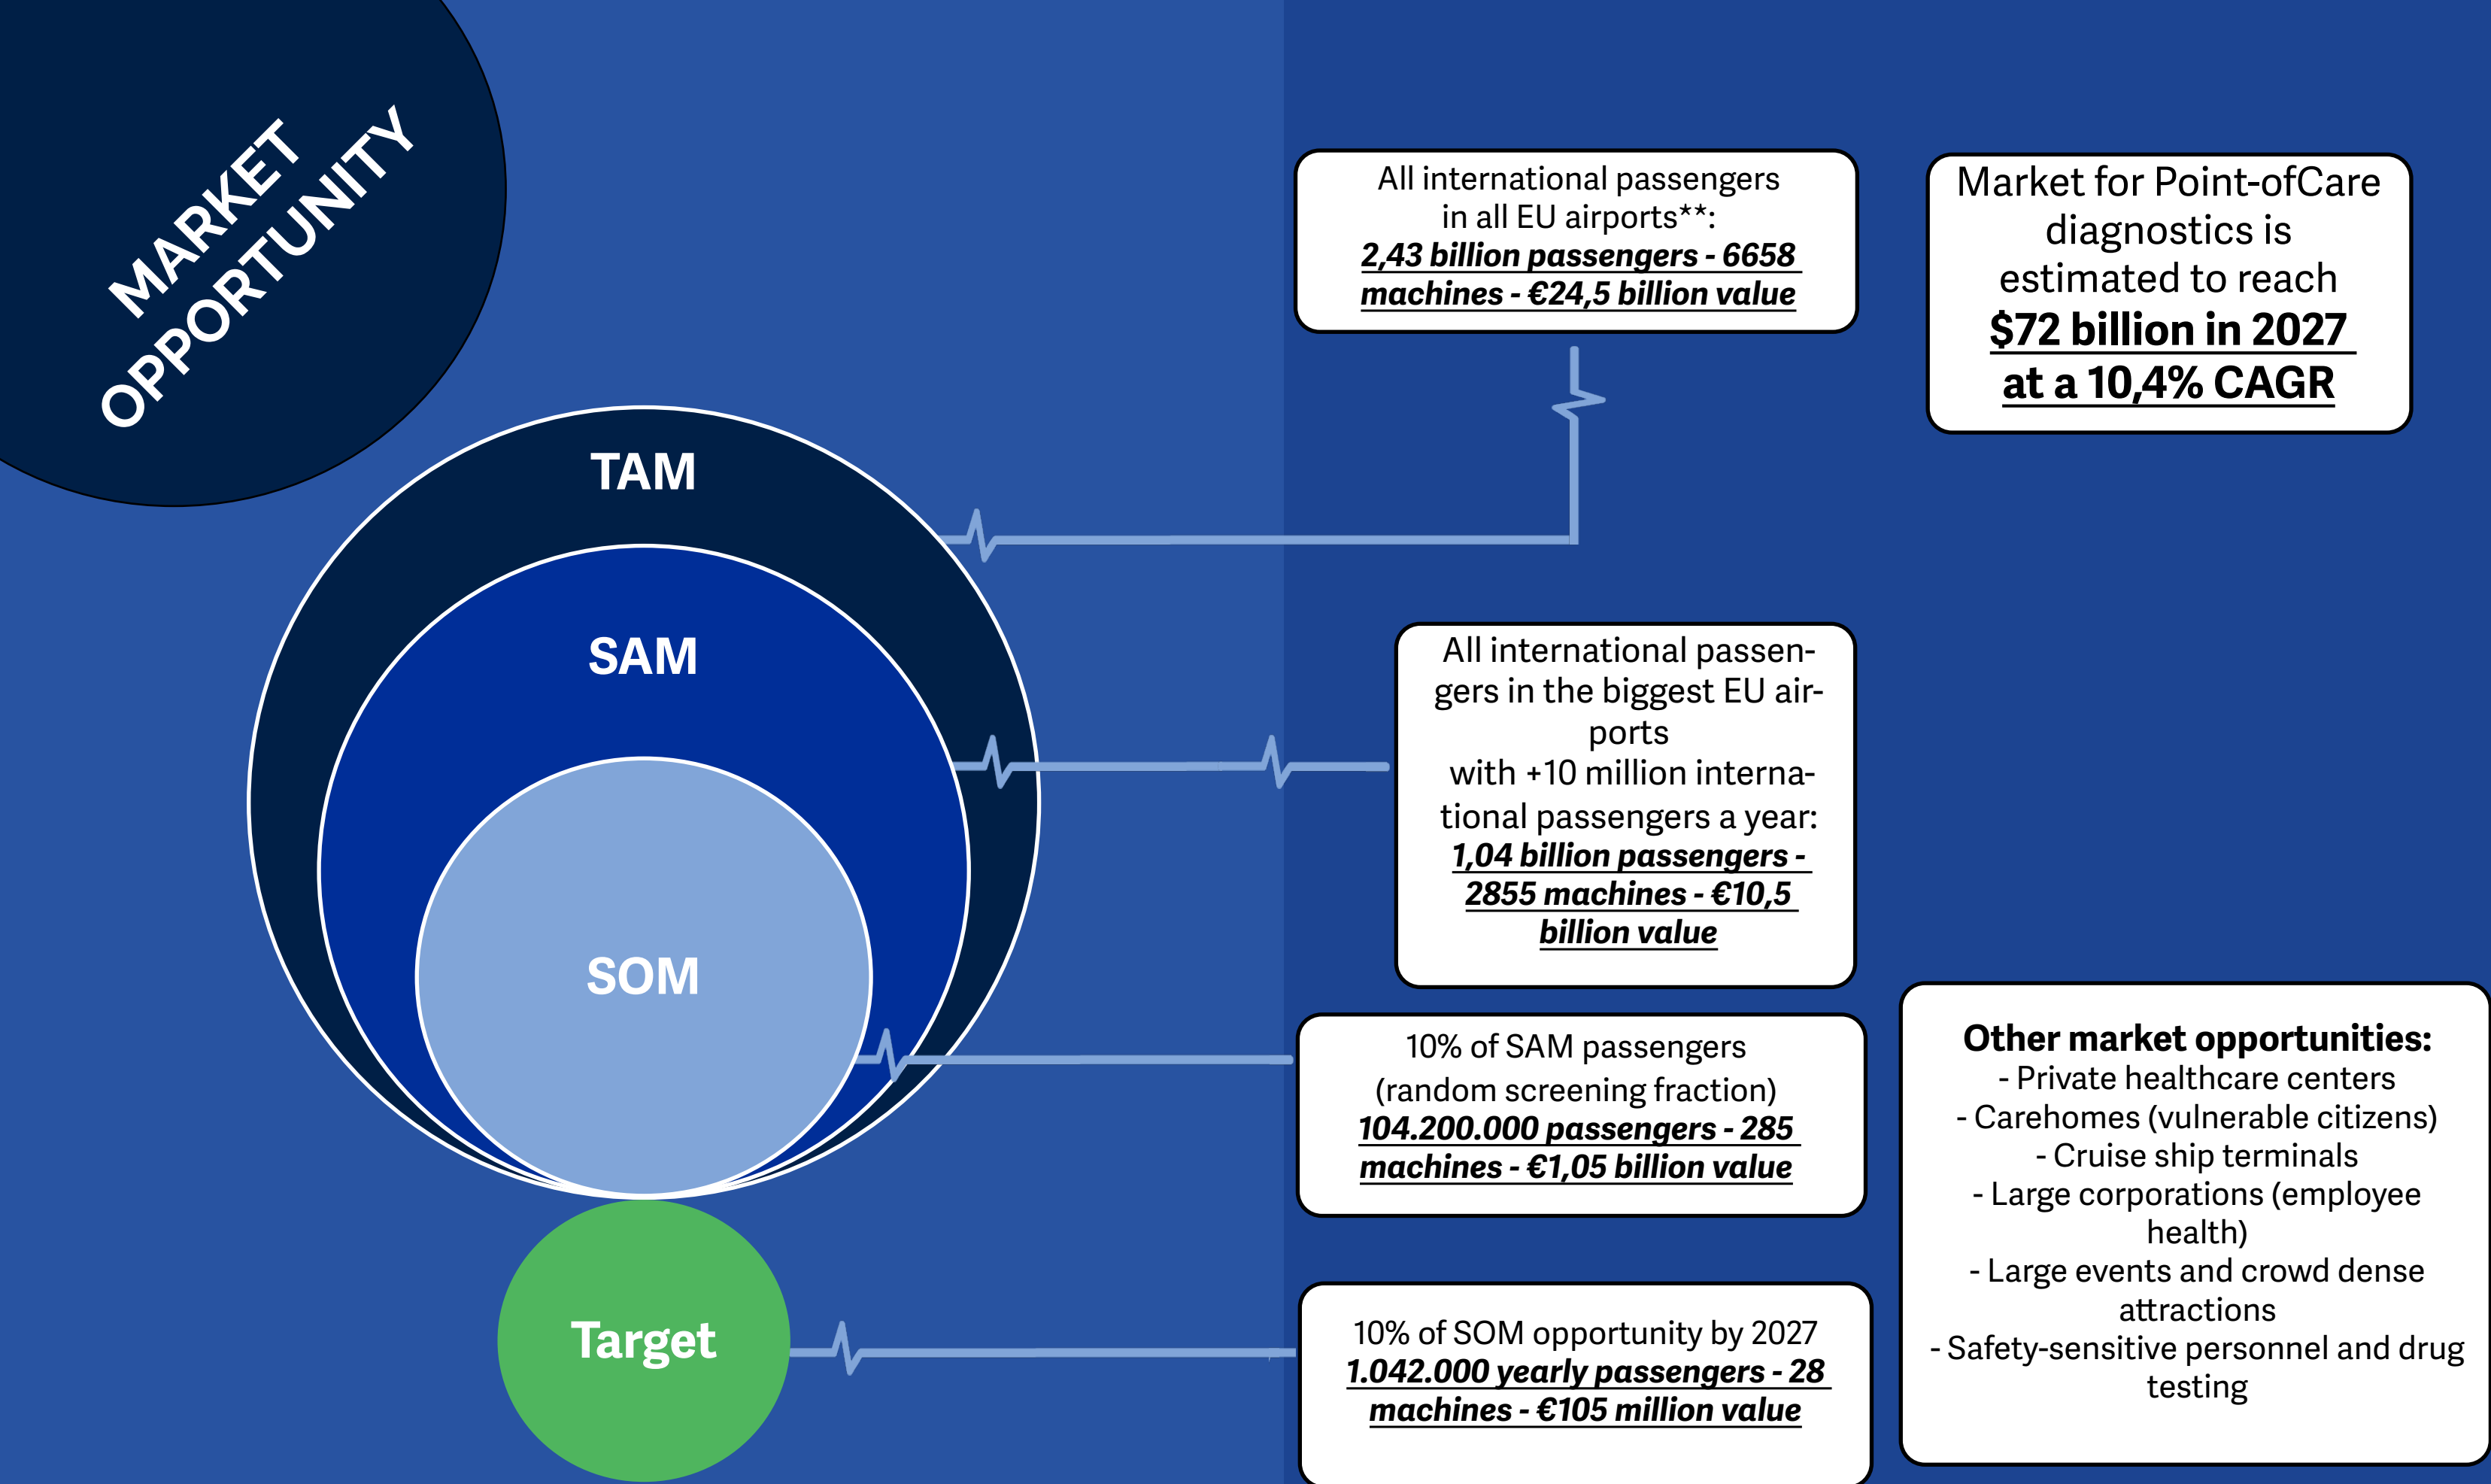 MARKET
OPPORTUNITY
All international passengers
in all EU airports**:
2,43 billion passengers - 6658
machines - €24,5 billion value
Market for Point-ofCare
diagnostics is
estimated to reach
$72 billion in 2027
at a 10,4% CAGR
TAM
SAM
SOM
Target
All international passen-
gers in the biggest EU air-
ports
with +10 million interna-
tional passengers a year:
1,04 billion passengers -
2855 machines - €10,5
billion value
10% of SAM passengers
(random screening fraction)
104.200.000 passengers - 285
machines - €1,05 billion value
10% of SOM opportunity by 2027
1.042.000 yearly passengers - 28
machines - €105 million value
Other market opportunities:
- Private healthcare centers
- Carehomes (vulnerable citizens)
- Cruise ship terminals
- Large corporations (employee
health)
- Large events and crowd dense
attractions
- Safety-sensitive personnel and drug
testing